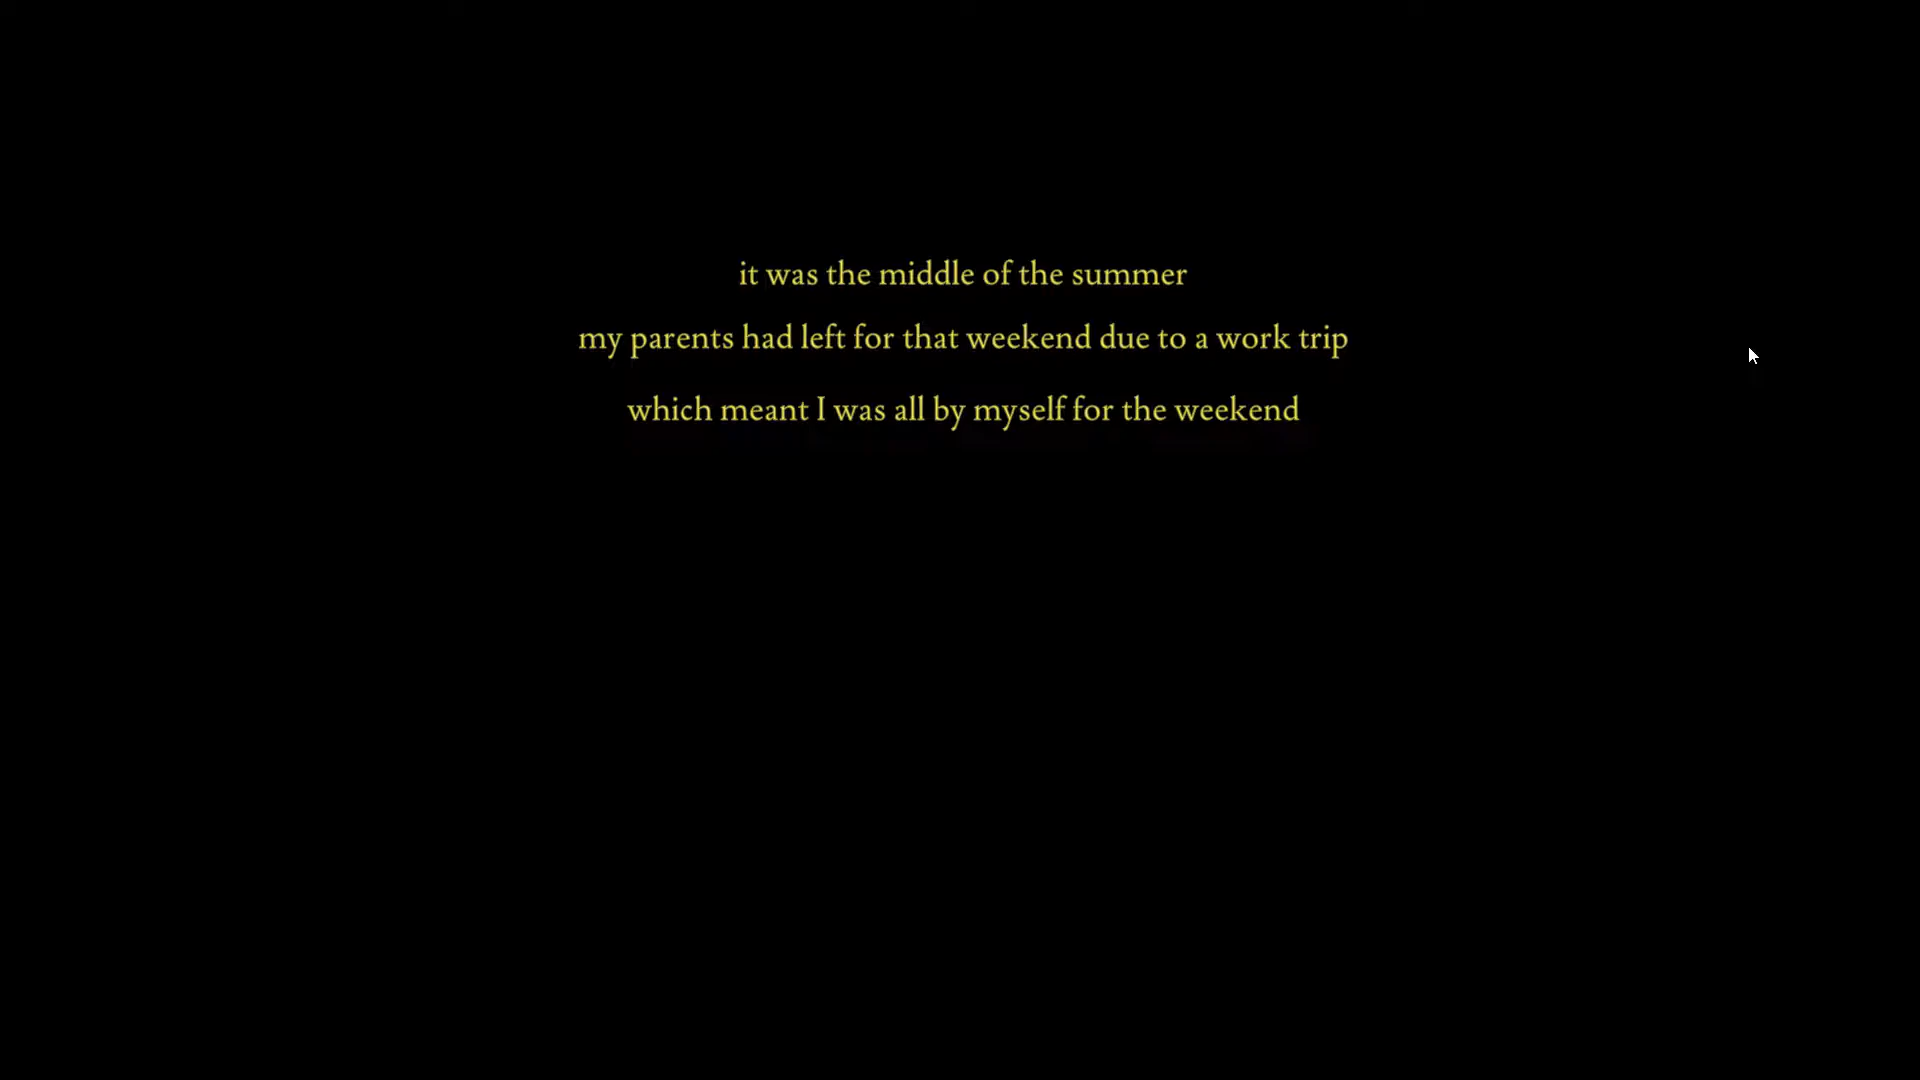 it was the middle of the summer
my parents had left for that weekend due to a work trip
which meant I was all by myself for the weekend